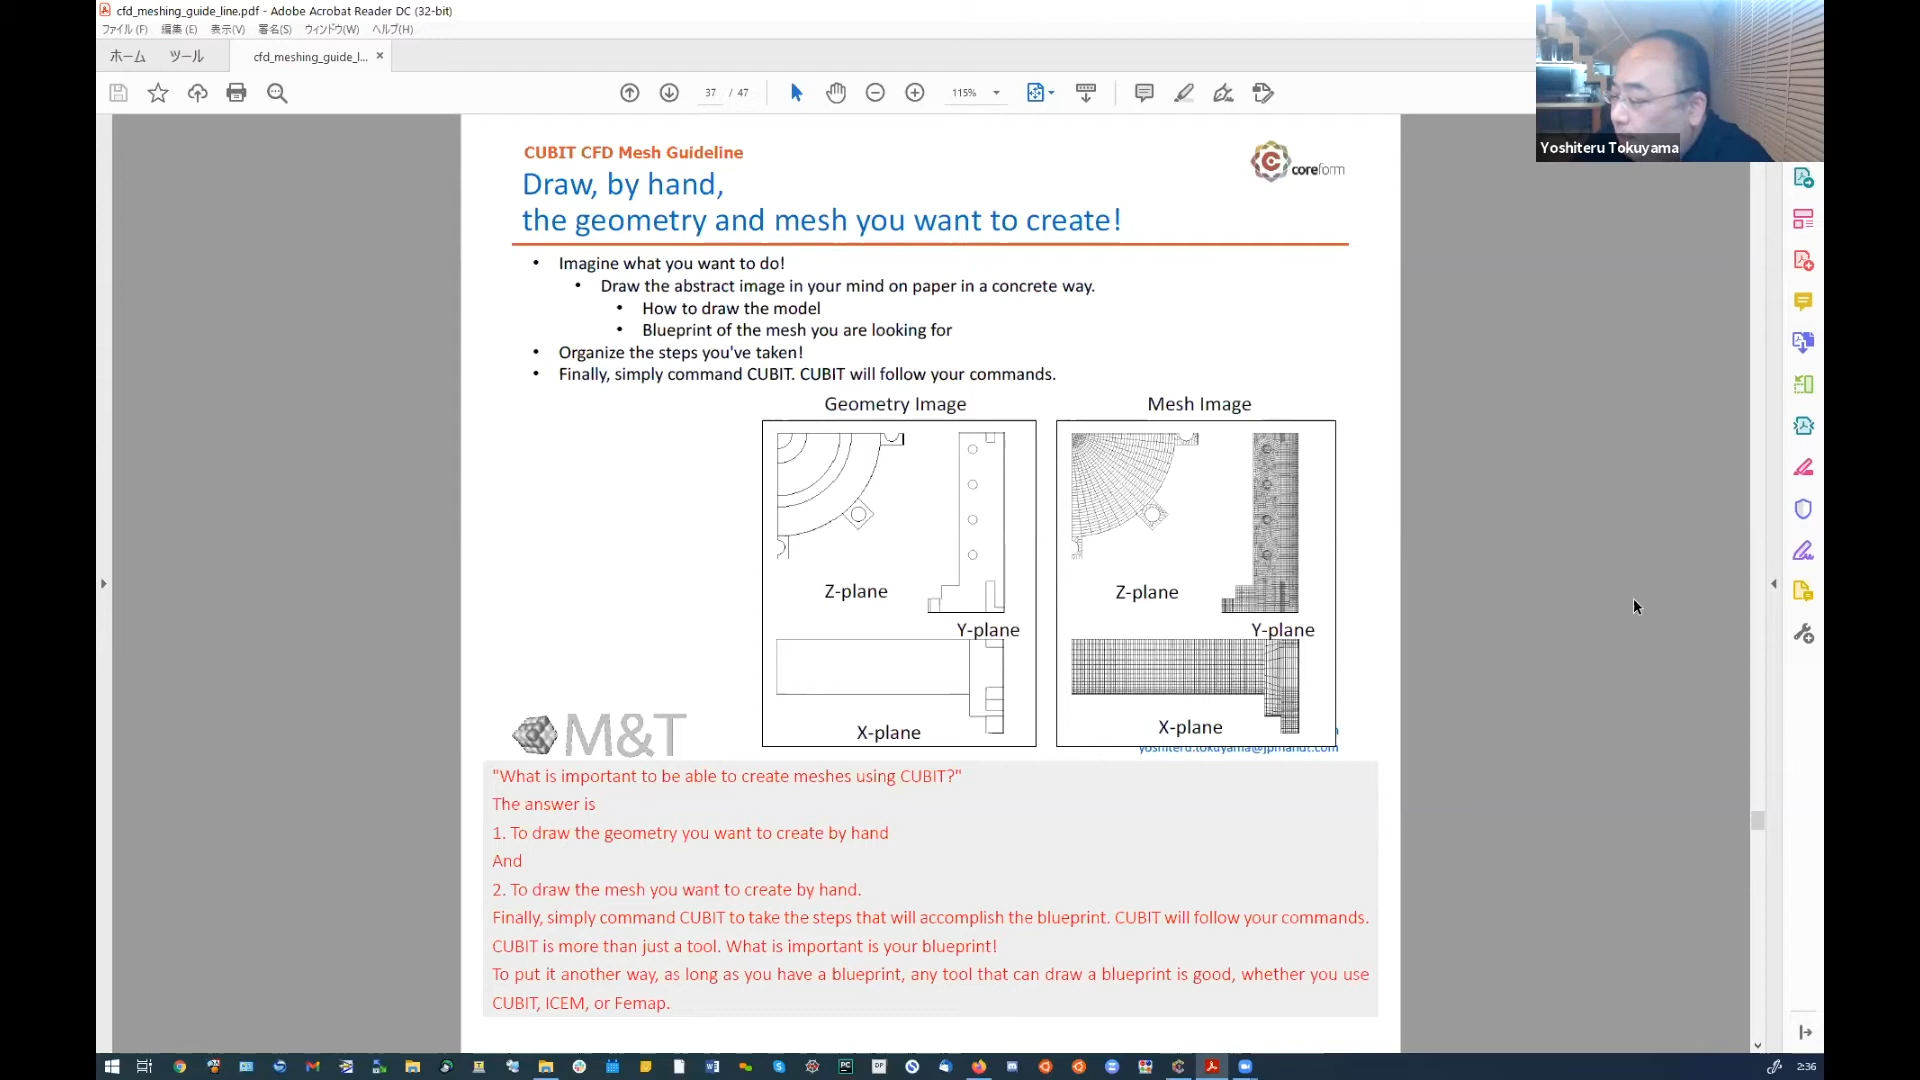 cfd_meshing_guide_line.pdf - Adobe Acrobat Reader DC (32-bit)
ファイル(F) 編集(E) 表示(V) 署名(S) ウィンドウ(W) ヘルプ(H)
ホーム ツール cfd_meshing_guide_l... ×
37 / 47 115%
Yoshiteru Tokuyama
CUBIT CFD Mesh Guideline
coreform
Draw, by hand,
the geometry and mesh you want to create!
• Imagine what you want to do!
• Draw the abstract image in your mind on paper in a concrete way.
• How to draw the model
• Blueprint of the mesh you are looking for
• Organize the steps you've taken!
• Finally, simply command CUBIT. CUBIT will follow your commands.
Geometry Image Mesh Image
Z-plane Z-plane
Y-plane Y-plane
X-plane X-plane
M&T
yoshiteru.tokuyama@jpmandt.com
"What is important to be able to create meshes using CUBIT?"
The answer is
1. To draw the geometry you want to create by hand
And
2. To draw the mesh you want to create by hand.
Finally, simply command CUBIT to take the steps that will accomplish the blueprint. CUBIT will follow your commands.
CUBIT is more than just a tool. What is important is your blueprint!
To put it another way, as long as you have a blueprint, any tool that can draw a blueprint is good, whether you use
CUBIT, ICEM, or Femap.
2:36